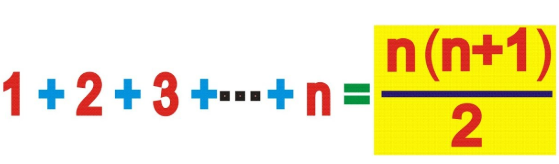 1 + 2 + 3 + ... + n = n(n+1)/2